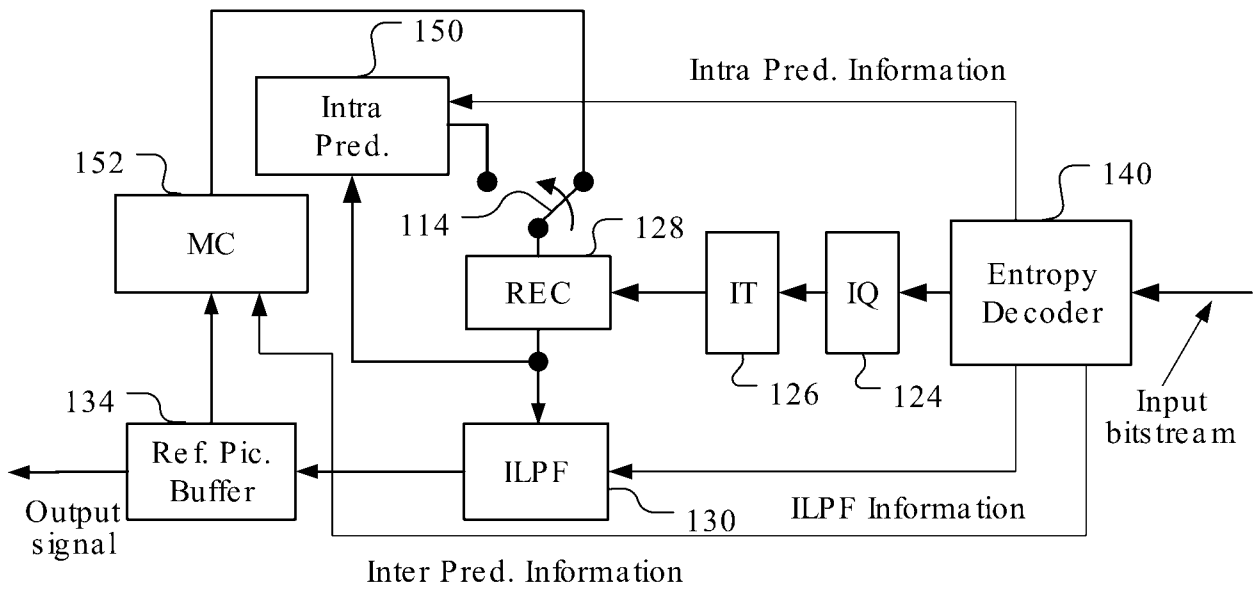 150
Intra Pred. Information
Intra
Pred.
152
140
114
128
MC
REC
IT
IQ
Entropy
Decoder
134
126
124
Input
bitstream
Ref. Pic.
Buffer
ILPF
130
ILPF Information
Output
signal
Inter Pred. Information